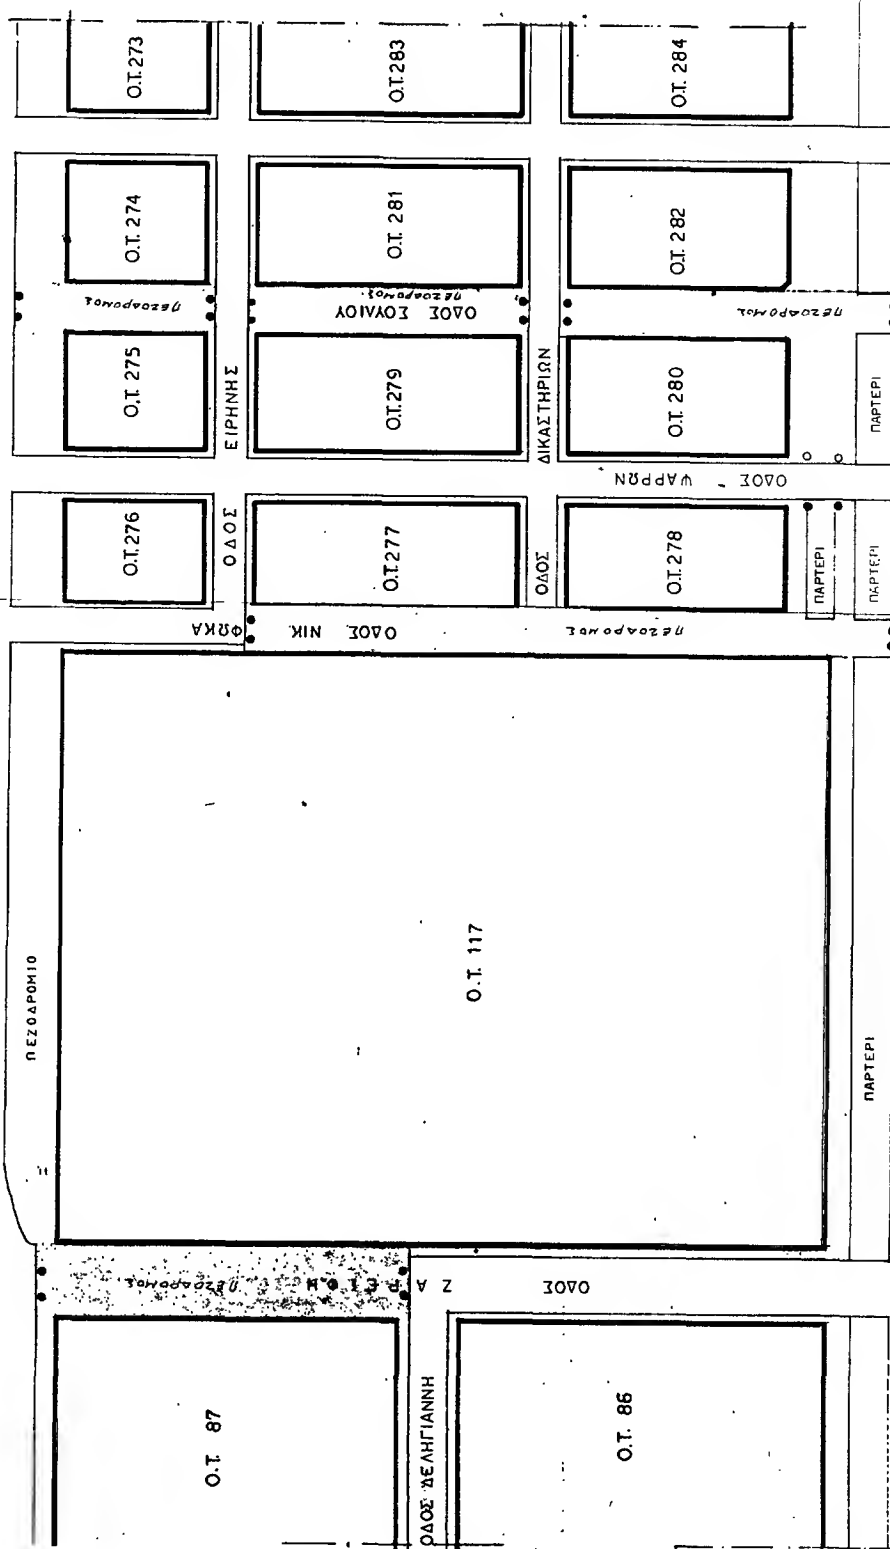 Ο.Τ. 273
Ο.Τ. 283
Ο.Τ. 284
Ο.Τ. 274
Ο.Τ. 281
Ο.Τ. 282
ΠΕΖΟΔΡΟΜΟΣ
ΠΕΖΟΔΡΟΜΟΣ
ΟΔΟΣ ΣΟΥΛΙΟΥ
ΠΕΖΟΔΡΟΜΟΣ
Ο.Τ. 275
ΟΔΟΣ ΕΙΡΗΝΗΣ
Ο.Τ. 279
ΟΔΟΣ ΔΙΚΑΣΤΗΡΙΩΝ
Ο.Τ. 280
ΠΑΡΤΕΡΙ
ΟΔΟΣ ΨΑΡΡΩΝ
Ο.Τ. 276
Ο.Τ. 277
Ο.Τ. 278
ΠΑΡΤΕΡΙ
ΠΑΡΤΕΡΙ
ΟΔΟΣ ΝΙΚ. ΦΩΚΑ
ΠΕΖΟΔΡΟΜΟΣ
ΠΕΖΟΔΡΟΜΙΟ
Ο.Τ. 117
ΠΑΡΤΕΡΙ
ΠΕΖΟΔΡΟΜΟΣ
ΟΔΟΣ
Ο.Τ. 87
ΟΔΟΣ ΔΕΛΗΓΙΑΝΝΗ
Ο.Τ. 86